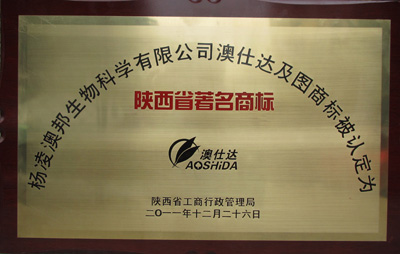 杨凌澳邦生物科学有限公司澳仕达及图商标被认定为
陕西省著名商标
澳仕达
AOSHiDA
陕西省工商行政管理局
二〇一一年十二月二十六日